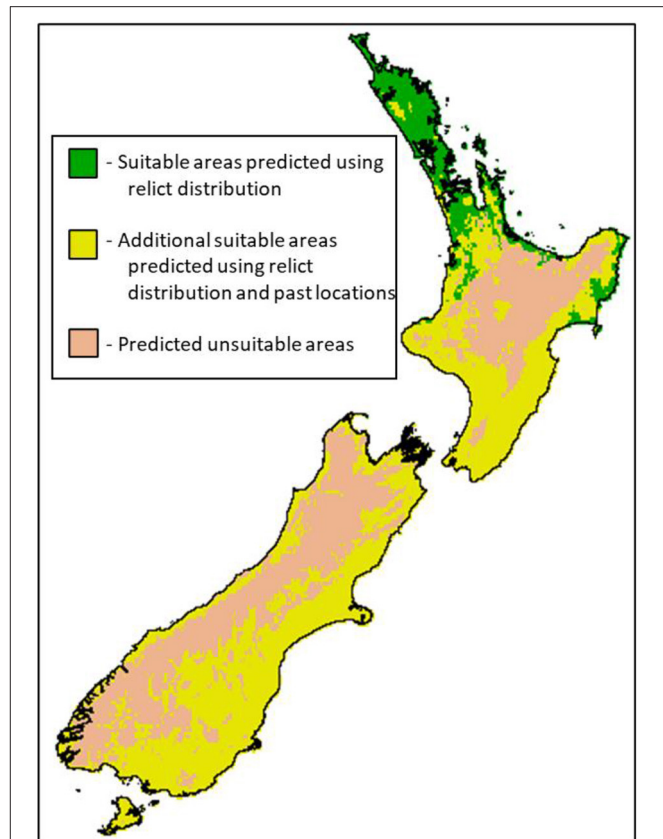 - Suitable areas predicted using
relict distribution
- Additional suitable areas
predicted using relict
distribution and past locations
- Predicted unsuitable areas